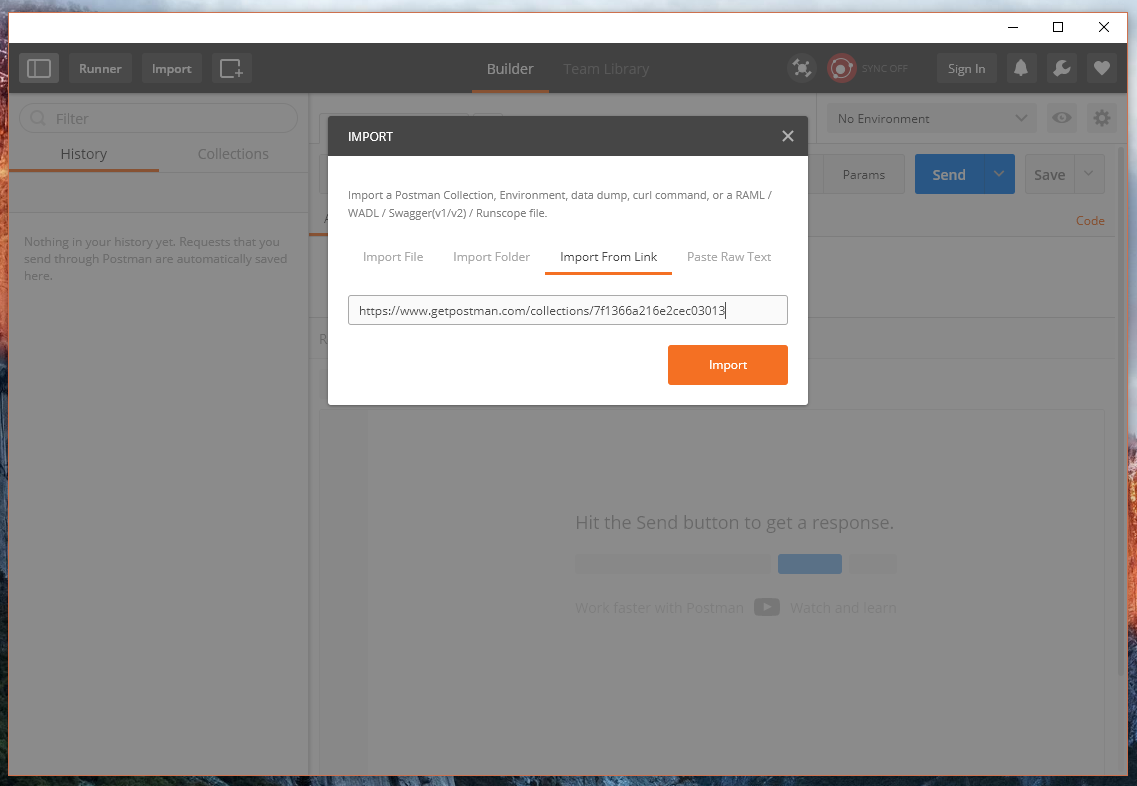 Runner
Import
Builder
Team Library
SYNC OFF
Sign In
Filter
History
Collections
No Environment
IMPORT
Params
Send
Save
Import a Postman Collection, Environment, data dump, curl command, or a RAML /
WADL / Swagger(v1/v2) / Runscope file.
Code
Nothing in your history yet. Requests that you
send through Postman are automatically saved
here.
Import File
Import Folder
Import From Link
Paste Raw Text
https://www.getpostman.com/collections/7f1366a216e2cec03013
Import
Hit the Send button to get a response.
Work faster with Postman
Watch and learn